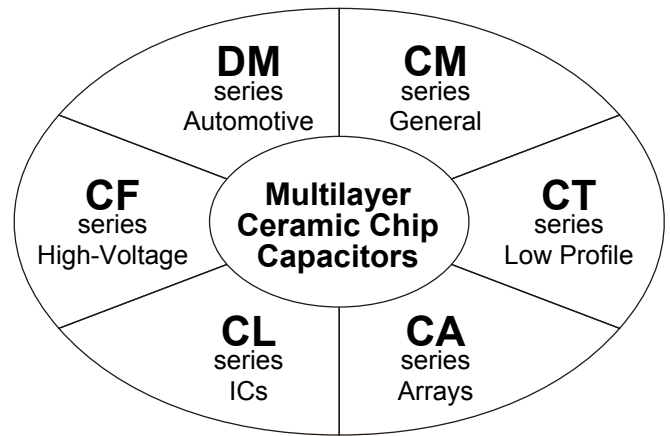 DM
series
Automotive
CM
series
General
CF
series
High-Voltage
Multilayer
Ceramic Chip
Capacitors
CT
series
Low Profile
CL
series
ICs
CA
series
Arrays